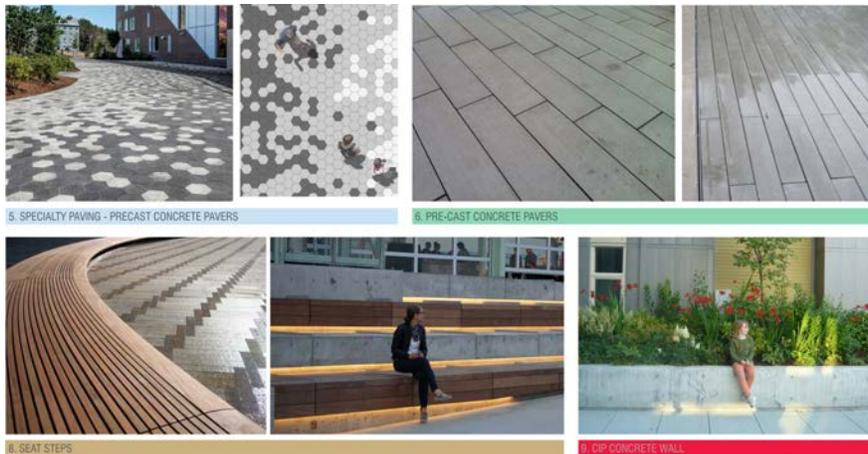 5. SPECIALTY PAVING - PRECAST CONCRETE PAVERS
6. PRE-CAST CONCRETE PAVERS
8. SEAT STEPS
9. CIP CONCRETE WALL